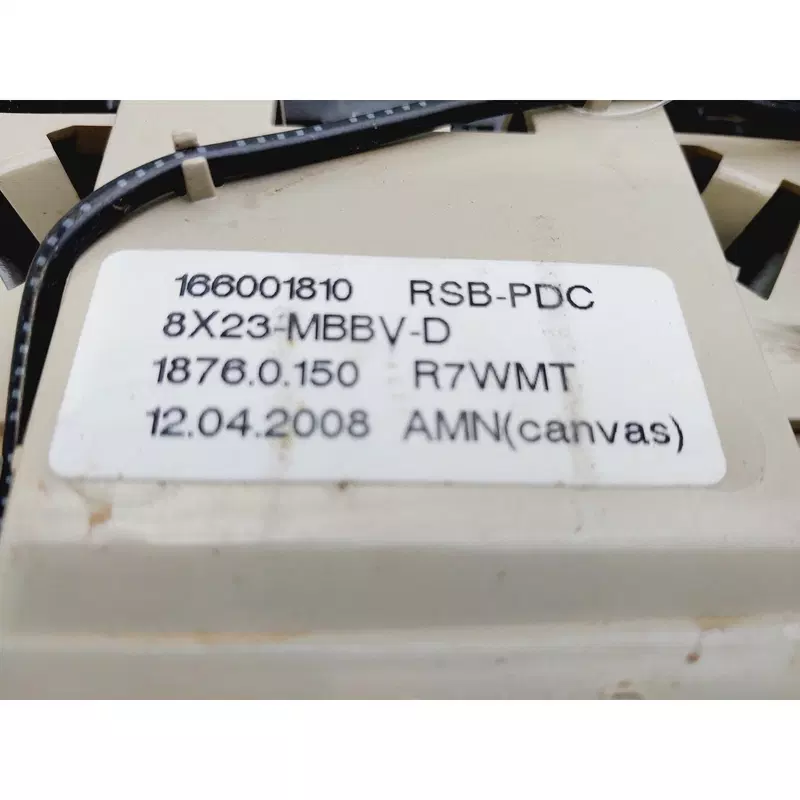 166001810 RSB-PDC
8X23-MBBV-D
1876.0.150 R7WMT
12.04.2008 AMN(canvas)